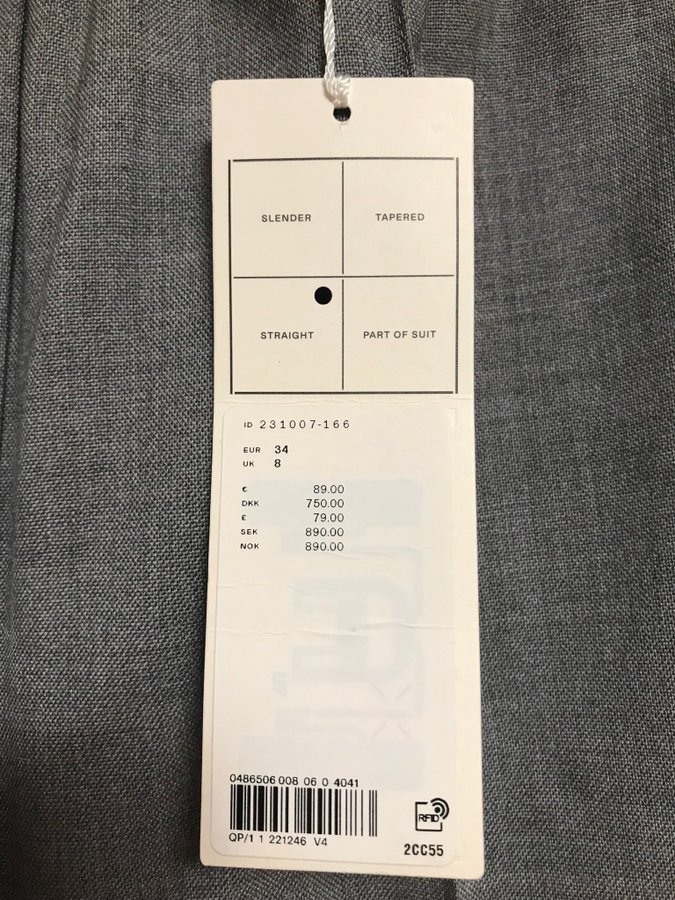 SLENDER TAPERED
STRAIGHT PART OF SUIT
ID 231007-166
EUR 34
UK 8
€ 89.00
DKK 750.00
£ 79.00
SEK 890.00
NOK 890.00
0486506 008 06 0 4041
QP/1 1 221246 V4
RFID
2CC55